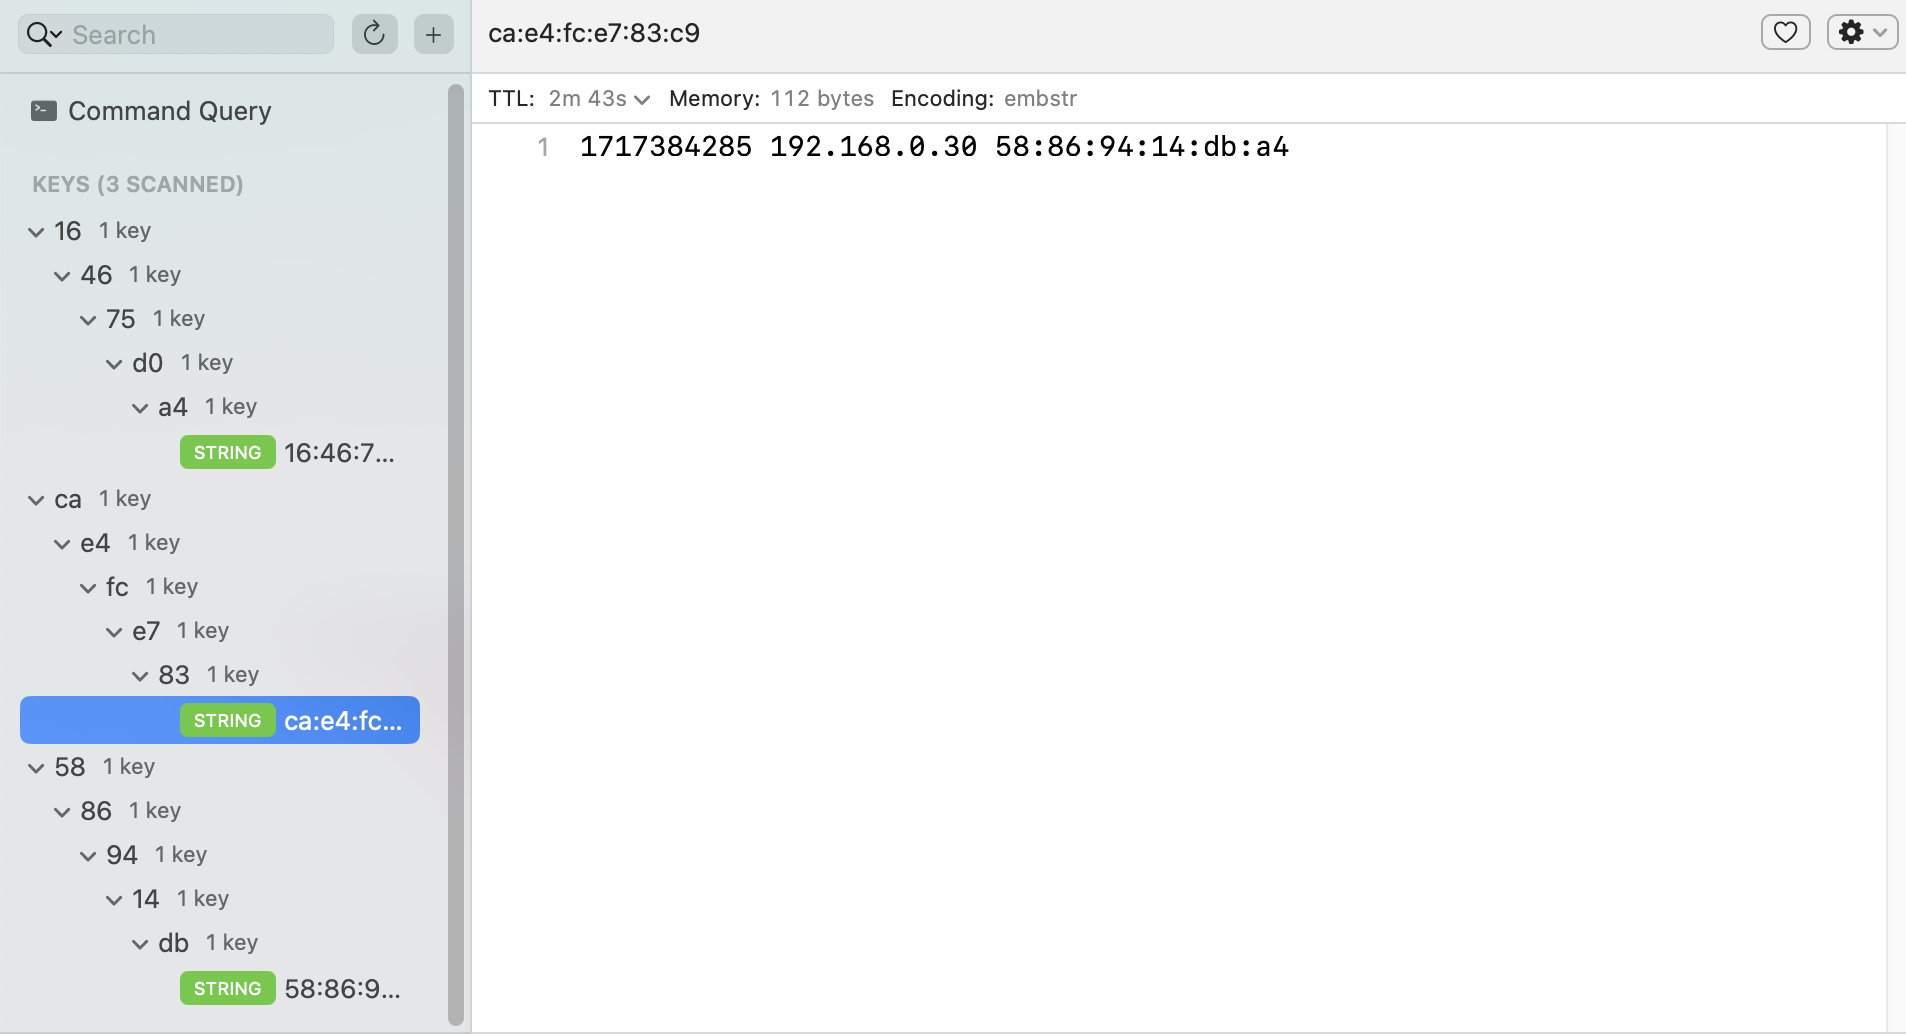 Search
+
ca:e4:fc:e7:83:c9
TTL: 2m 43s Memory: 112 bytes Encoding: embstr
1 1717384285 192.168.0.30 58:86:94:14:db:a4
Command Query
KEYS (3 SCANNED)
16 1 key
46 1 key
75 1 key
d0 1 key
a4 1 key
STRING 16:46:7...
ca 1 key
e4 1 key
fc 1 key
e7 1 key
83 1 key
STRING ca:e4:fc...
58 1 key
86 1 key
94 1 key
14 1 key
db 1 key
STRING 58:86:9...